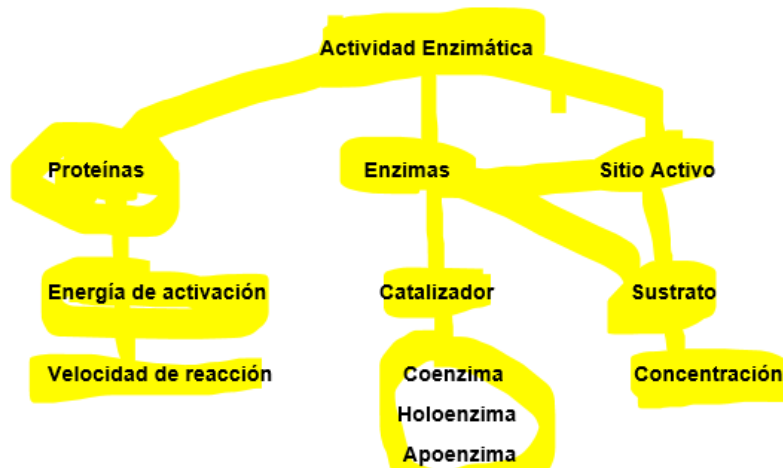 Actividad Enzimática
Proteínas Enzimas Sitio Activo
Energía de activación Catalizador Sustrato
Velocidad de reacción Coenzima Concentración
Holoenzima
Apoenzima